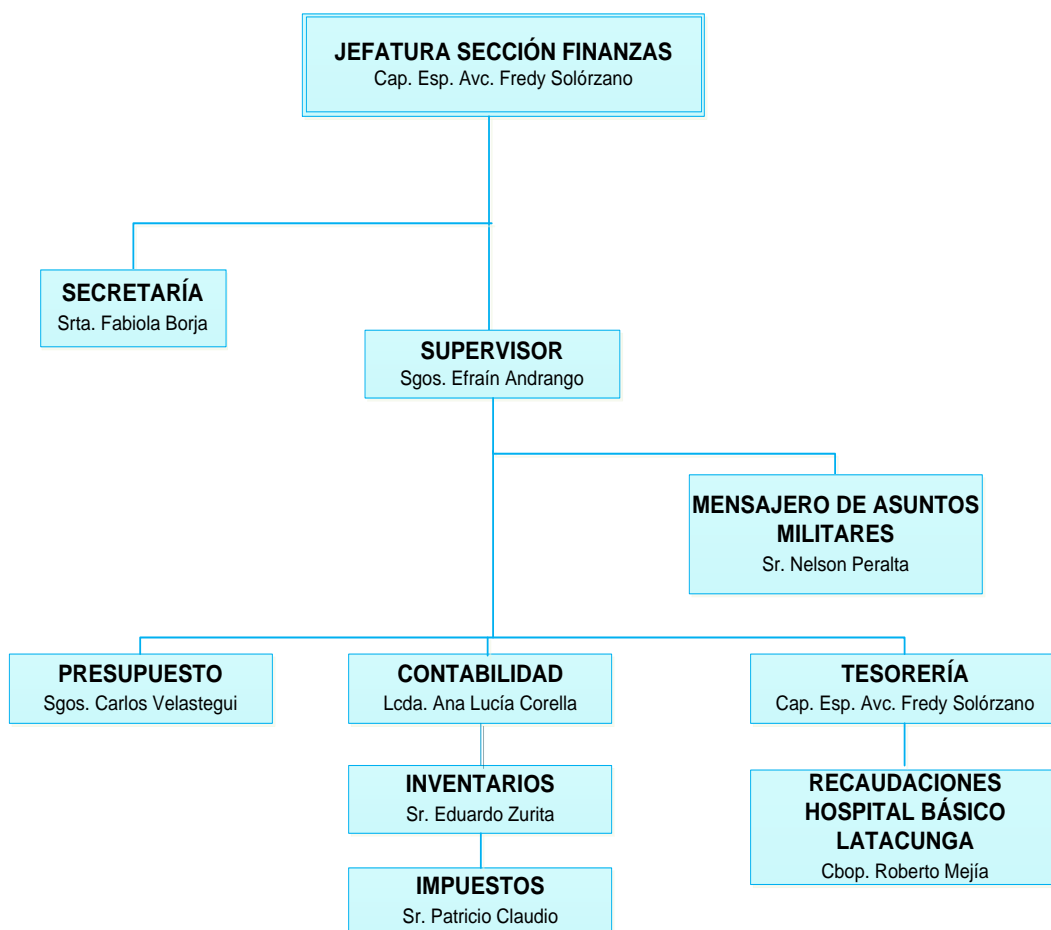 JEFATURA SECCIÓN FINANZAS
Cap. Esp. Avc. Fredy Solórzano
SECRETARÍA
Srta. Fabiola Borja
SUPERVISOR
Sgos. Efraín Andrango
MENSAJERO DE ASUNTOS
MILITARES
Sr. Nelson Peralta
PRESUPUESTO
Sgos. Carlos Velastegui
CONTABILIDAD
Lcda. Ana Lucía Corella
TESORERÍA
Cap. Esp. Avc. Fredy Solórzano
INVENTARIOS
Sr. Eduardo Zurita
RECAUDACIONES
HOSPITAL BÁSICO
LATACUNGA
Cbop. Roberto Mejía
IMPUESTOS
Sr. Patricio Claudio